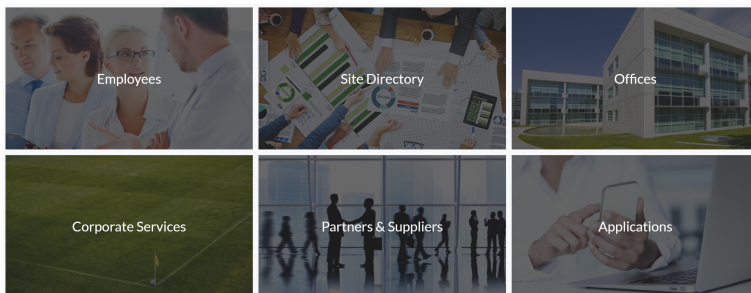 Employees
Site Directory
Offices
Corporate Services
Partners & Suppliers
Applications